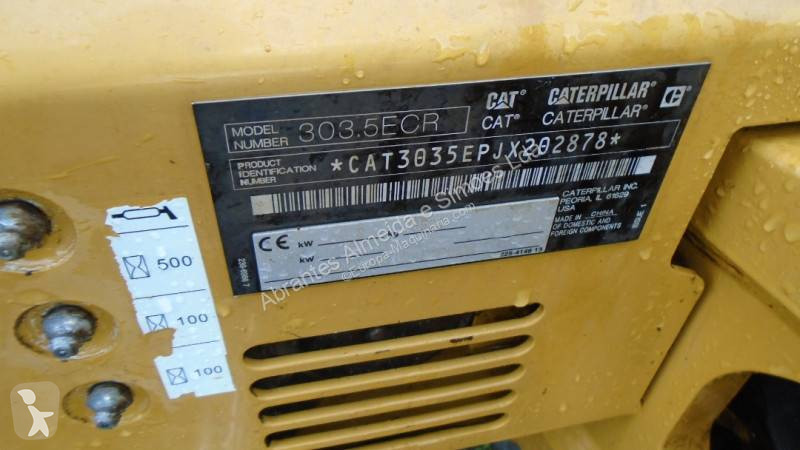 CAT® CATERPILLAR® C
CAT® CATERPILLAR®
MODEL NUMBER 303.5ECR
PRODUCT IDENTIFICATION NUMBER *CAT3035EPJX202878*
CATERPILLAR INC.
PEORIA, IL 61629
USA
MADE IN CHINA
OF DOMESTIC AND
FOREIGN COMPONENTS
CE kW
kW
Abrantes Almeida e Simões Lda
©Europa-Maquinaria.com
500
100
100